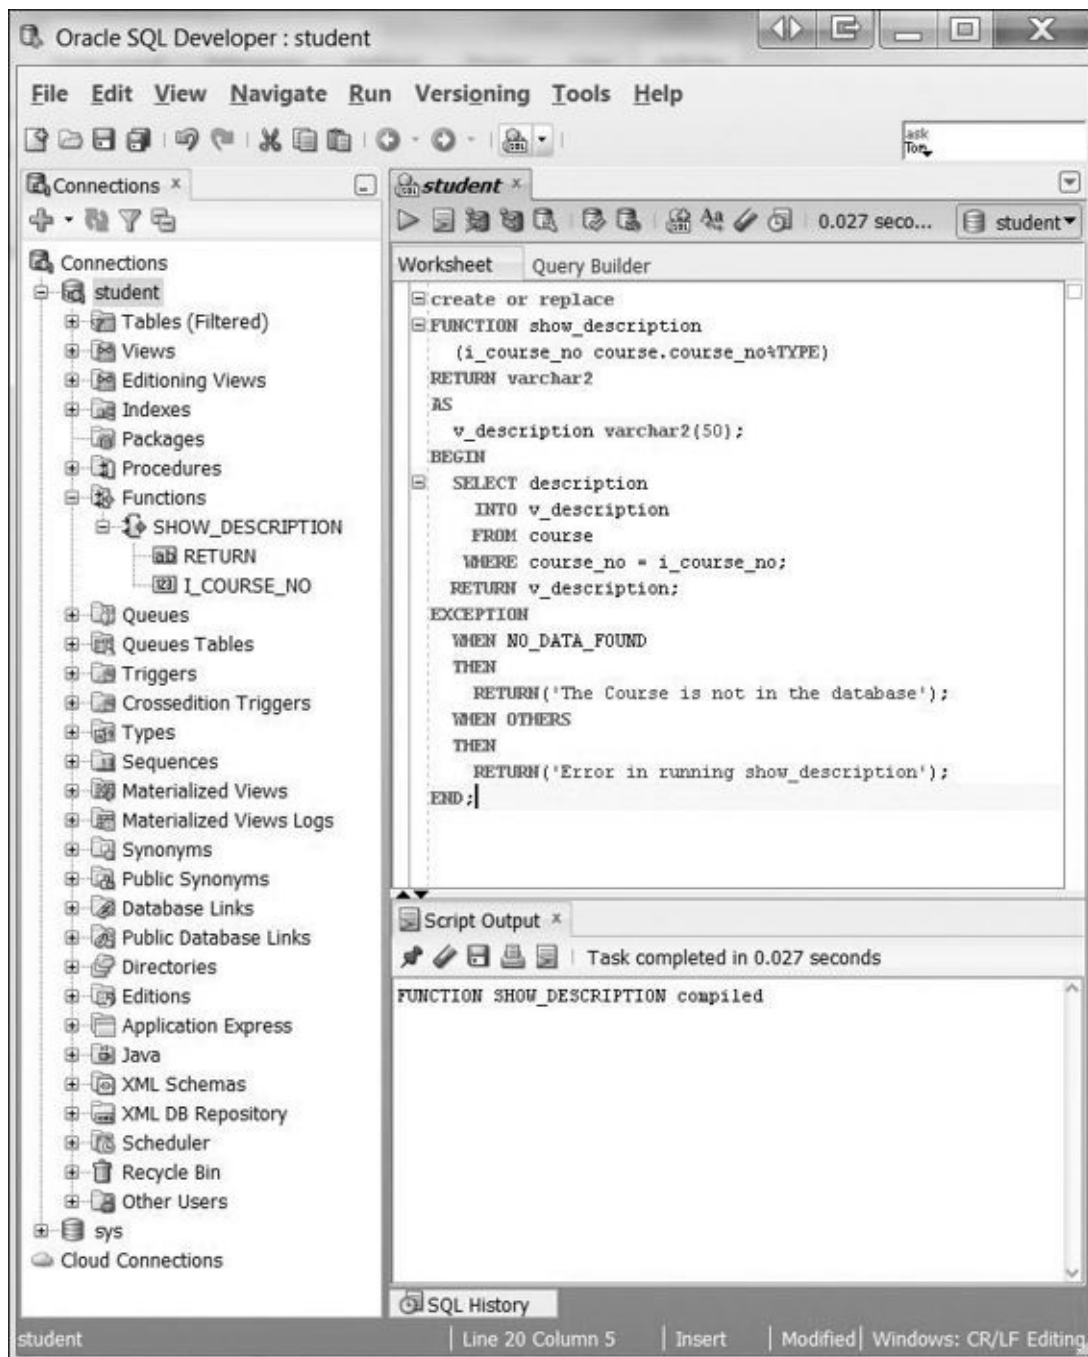 Oracle SQL Developer : student
File Edit View Navigate Run Versioning Tools Help
ask
Tom
Connections
student
0.027 seco...
student
Connections
student
Tables (Filtered)
Views
Editioning Views
Indexes
Packages
Procedures
Functions
SHOW_DESCRIPTION
RETURN
I_COURSE_NO
Queues
Queues Tables
Triggers
Crossedition Triggers
Types
Sequences
Materialized Views
Materialized Views Logs
Synonyms
Public Synonyms
Database Links
Public Database Links
Directories
Editions
Application Express
Java
XML Schemas
XML DB Repository
Scheduler
Recycle Bin
Other Users
sys
Cloud Connections
Worksheet Query Builder
create or replace
FUNCTION show_description
(i_course_no course.course_no%TYPE)
RETURN varchar2
AS
v_description varchar2(50);
BEGIN
SELECT description
INTO v_description
FROM course
WHERE course_no = i_course_no;
RETURN v_description;
EXCEPTION
WHEN NO_DATA_FOUND
THEN
RETURN('The Course is not in the database');
WHEN OTHERS
THEN
RETURN('Error in running show_description');
END;
Script Output
Task completed in 0.027 seconds
FUNCTION SHOW_DESCRIPTION compiled
SQL History
student Line 20 Column 5 Insert Modified Windows: CR/LF Editing